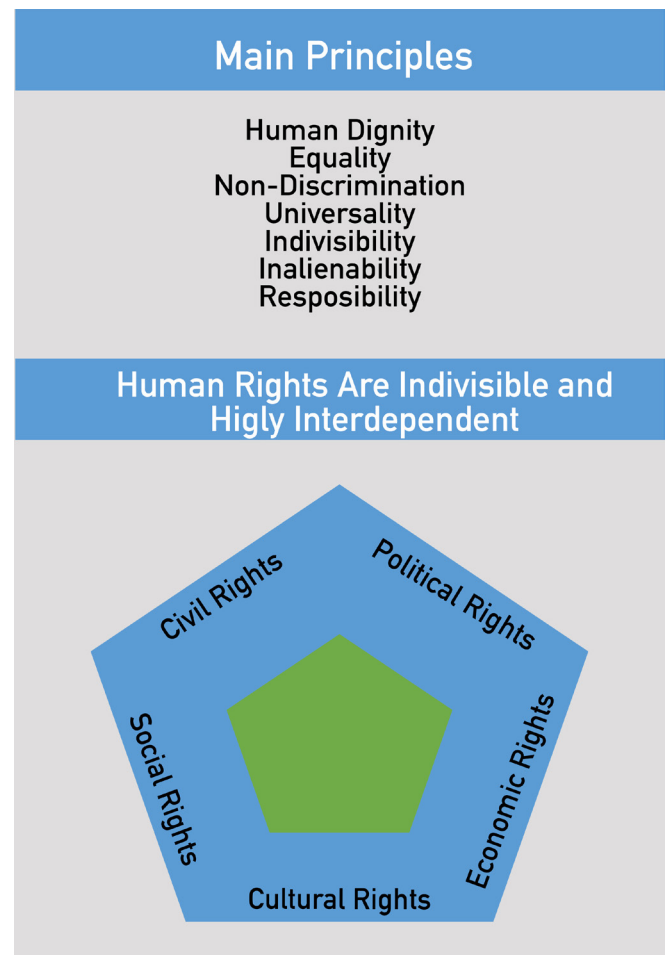 Main Principles
Human Dignity
Equality
Non-Discrimination
Universality
Indivisibility
Inalienability
Resposibility
Human Rights Are Indivisible and
Higly Interdependent
Civil Rights
Political Rights
Social Rights
Economic Rights
Cultural Rights